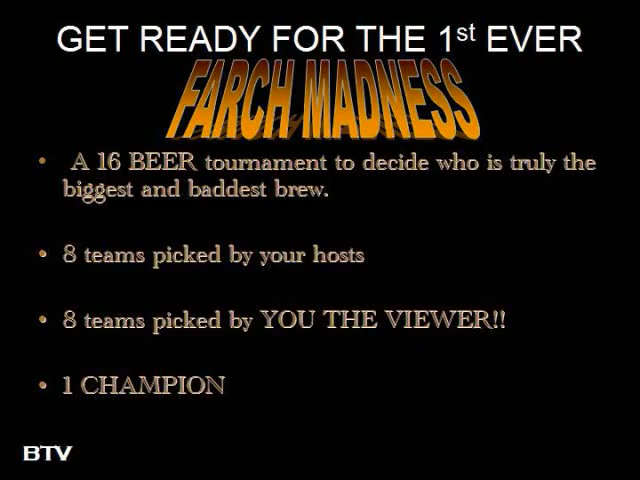 GET READY FOR THE 1st EVER
FARCH MADNESS
• A 16 BEER tournament to decide who is truly the
biggest and baddest brew.
• 8 teams picked by your hosts
• 8 teams picked by YOU THE VIEWER!!
• 1 CHAMPION
BTV